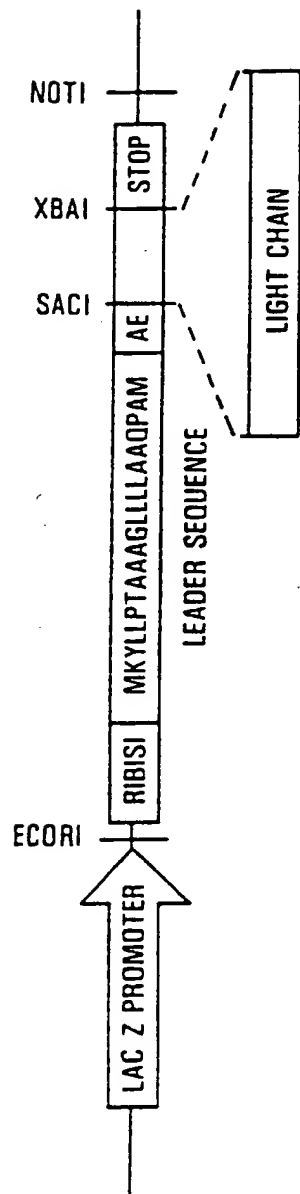 NOTI
STOP
XBAI
LIGHT CHAIN
SACI
AE
MKYLLPTAAAGLLLLAAQPAM
LEADER SEQUENCE
RIBISI
ECORI
LAC Z PROMOTER